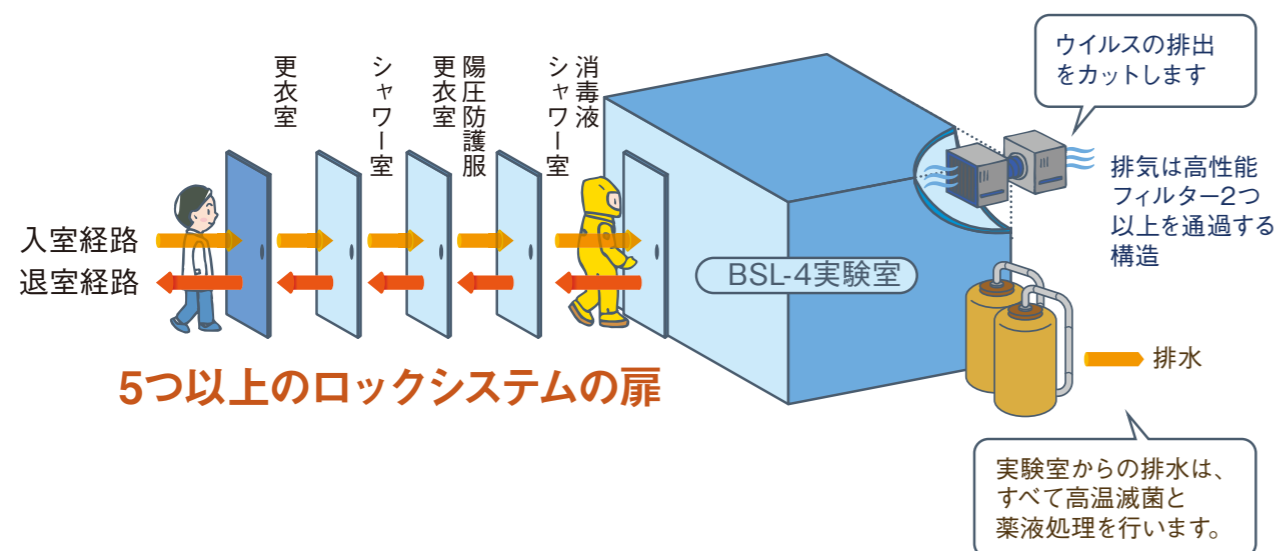 更衣室
シャワー室
陽圧防護服
更衣室
消毒液
シャワー室
ウイルスの排出
をカットします
排気は高性能
フィルター2つ
以上を通過する
構造
入室経路
退室経路
BSL-4実験室
5つ以上のロックシステムの扉
排水
実験室からの排水は、
すべて高温滅菌と
薬液処理を行います。